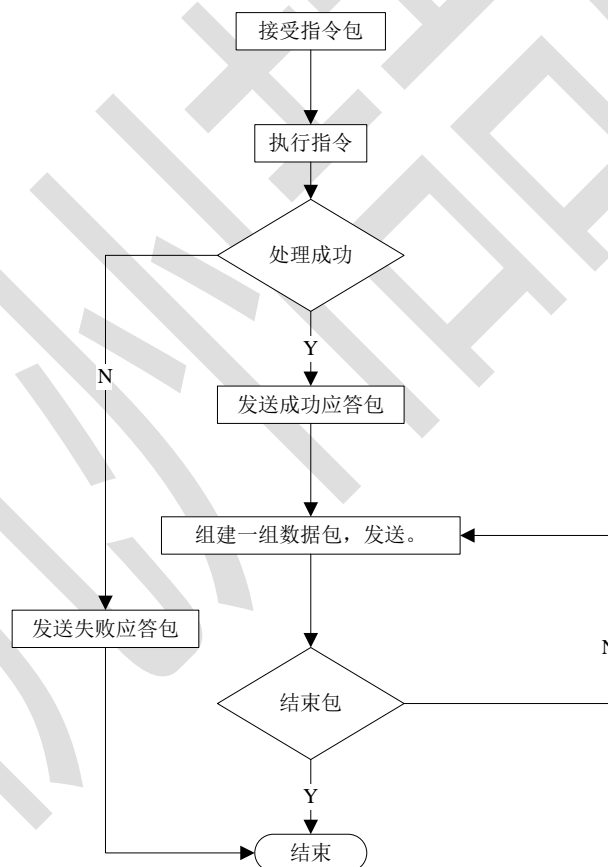 接受指令包
执行指令
处理成功
N
Y
发送成功应答包
组建一组数据包，发送。
发送失败应答包
N
结束包
Y
结束